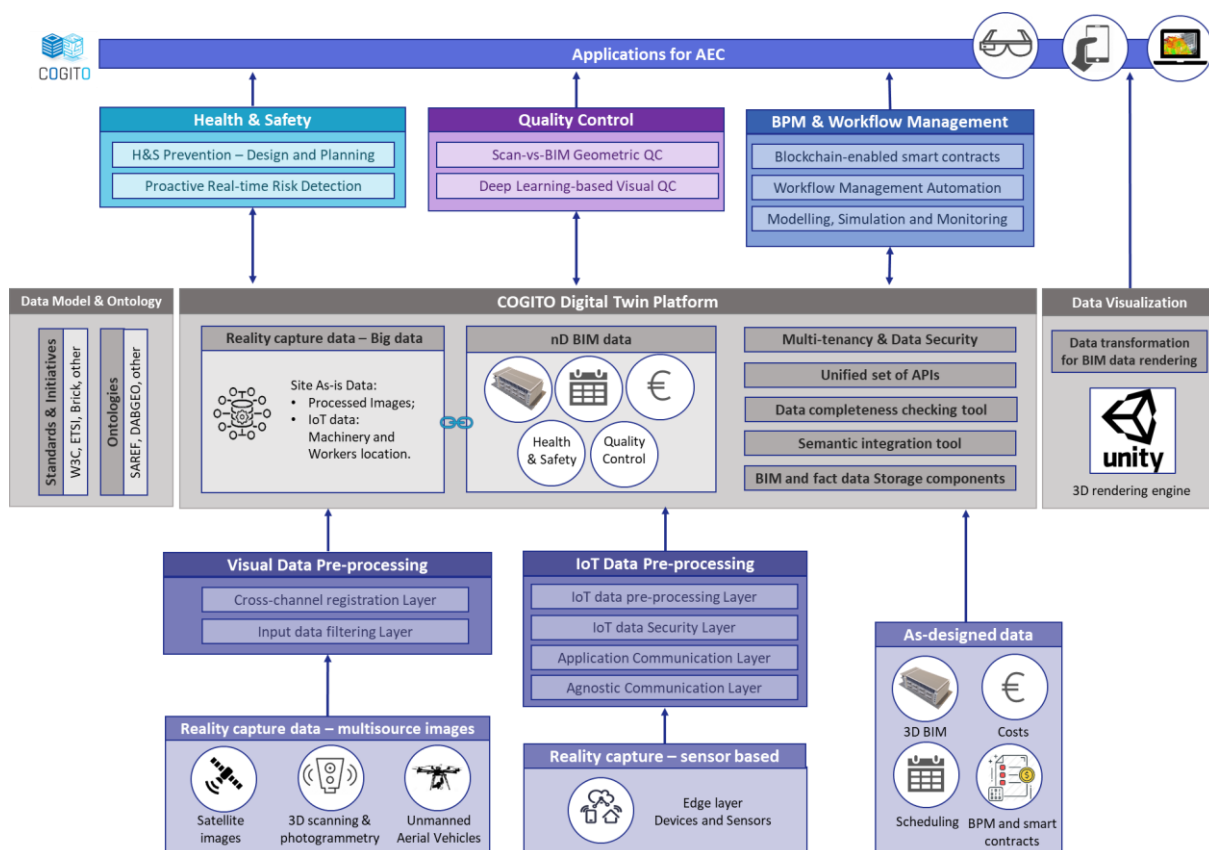 COGITO
Applications for AEC
Health & Safety
H&S Prevention – Design and Planning
Proactive Real-time Risk Detection
Quality Control
Scan-vs-BIM Geometric QC
Deep Learning-based Visual QC
BPM & Workflow Management
Blockchain-enabled smart contracts
Workflow Management Automation
Modelling, Simulation and Monitoring
Data Model & Ontology
Standards & Initiatives
W3C, ETSI, Brick, other
Ontologies
SAREF, DABGEO, other
COGITO Digital Twin Platform
Reality capture data – Big data
Site As-is Data:
• Processed Images;
• IoT data:
Machinery and
Workers location.
nD BIM data
€
Health
& Safety
Quality
Control
Multi-tenancy & Data Security
Unified set of APIs
Data completeness checking tool
Semantic integration tool
BIM and fact data Storage components
Data Visualization
Data transformation
for BIM data rendering
unity
3D rendering engine
Visual Data Pre-processing
Cross-channel registration Layer
Input data filtering Layer
IoT Data Pre-processing
IoT data pre-processing Layer
IoT data Security Layer
Application Communication Layer
Agnostic Communication Layer
As-designed data
€
3D BIM
Costs
Scheduling
BPM and smart
contracts
Reality capture data – multisource images
Satellite
images
3D scanning &
photogrammetry
Unmanned
Aerial Vehicles
Reality capture – sensor based
Edge layer
Devices and Sensors